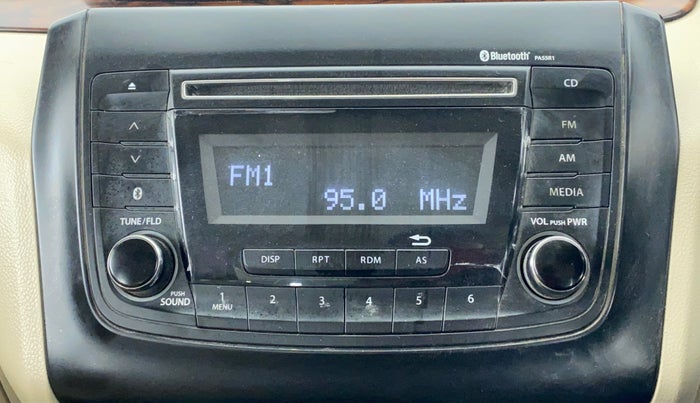 Bluetooth PA5SR1
CD
FM
AM
MEDIA
FM1
95.0 MHz
TUNE/FLD
VOL PUSH PWR
DISP RPT RDM AS
PUSH SOUND
1 MENU 2 3 4 5 6